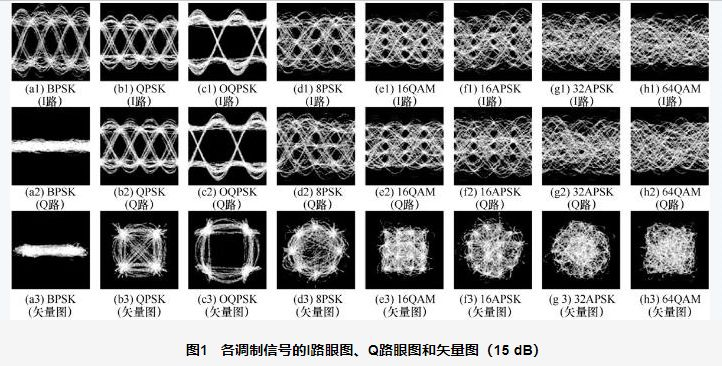 (a1) BPSK (b1) QPSK (c1) OQPSK (d1) 8PSK (e1) 16QAM (f1) 16APSK (g1) 32APSK (h1) 64QAM
(I路) (I路) (I路) (I路) (I路) (I路) (I路) (I路)
(a2) BPSK (b2) QPSK (c2) OQPSK (d2) 8PSK (e2) 16QAM (f2) 16APSK (g2) 32APSK (h2) 64QAM
(Q路) (Q路) (Q路) (Q路) (Q路) (Q路) (Q路) (Q路)
(a3) BPSK (b3) QPSK (c3) OQPSK (d3) 8PSK (e3) 16QAM (f3) 16APSK (g 3) 32APSK (h3) 64QAM
(矢量图) (矢量图) (矢量图) (矢量图) (矢量图) (矢量图) (矢量图) (矢量图)
图1 各调制信号的I路眼图、Q路眼图和矢量图（15 dB）